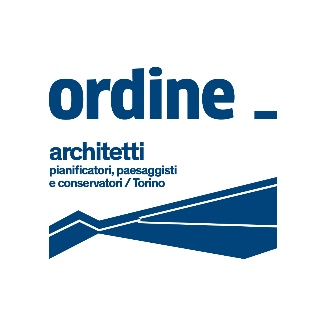 ordine _
architetti
pianificatori, paesaggisti
e conservatori / Torino